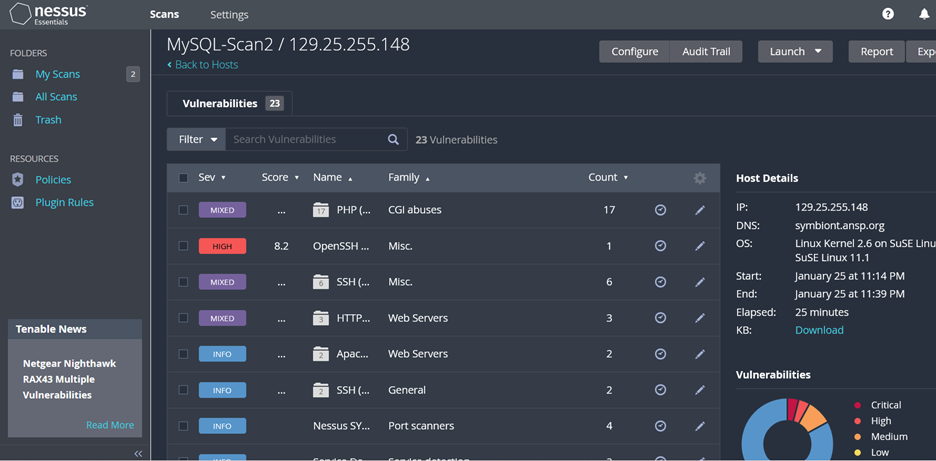 nessus
Essentials
Scans
Settings
?
FOLDERS
My Scans
2
All Scans
Trash
RESOURCES
Policies
Plugin Rules
Tenable News
Netgear Nighthawk
RAX43 Multiple
Vulnerabilities
Read More
«
MySQL-Scan2 / 129.25.255.148
‹ Back to Hosts
Configure
Audit Trail
Launch
Report
Expo
Vulnerabilities 23
Filter
Search Vulnerabilities
23 Vulnerabilities
Sev Score Name Family Count
MIXED ... 17 PHP (... CGI abuses 17
HIGH 8.2 OpenSSH ... Misc. 1
MIXED ... 6 SSH (... Misc. 6
MIXED ... 3 HTTP... Web Servers 3
INFO ... 2 Apac... Web Servers 2
INFO ... 2 SSH (... General 2
INFO Nessus SY... Port scanners 4
Service De... Service detection
Host Details
IP: 129.25.255.148
DNS: symbiont.ansp.org
OS: Linux Kernel 2.6 on SuSE Linu
SuSE Linux 11.1
Start: January 25 at 11:14 PM
End: January 25 at 11:39 PM
Elapsed: 25 minutes
KB: Download
Vulnerabilities
Critical
High
Medium
Low